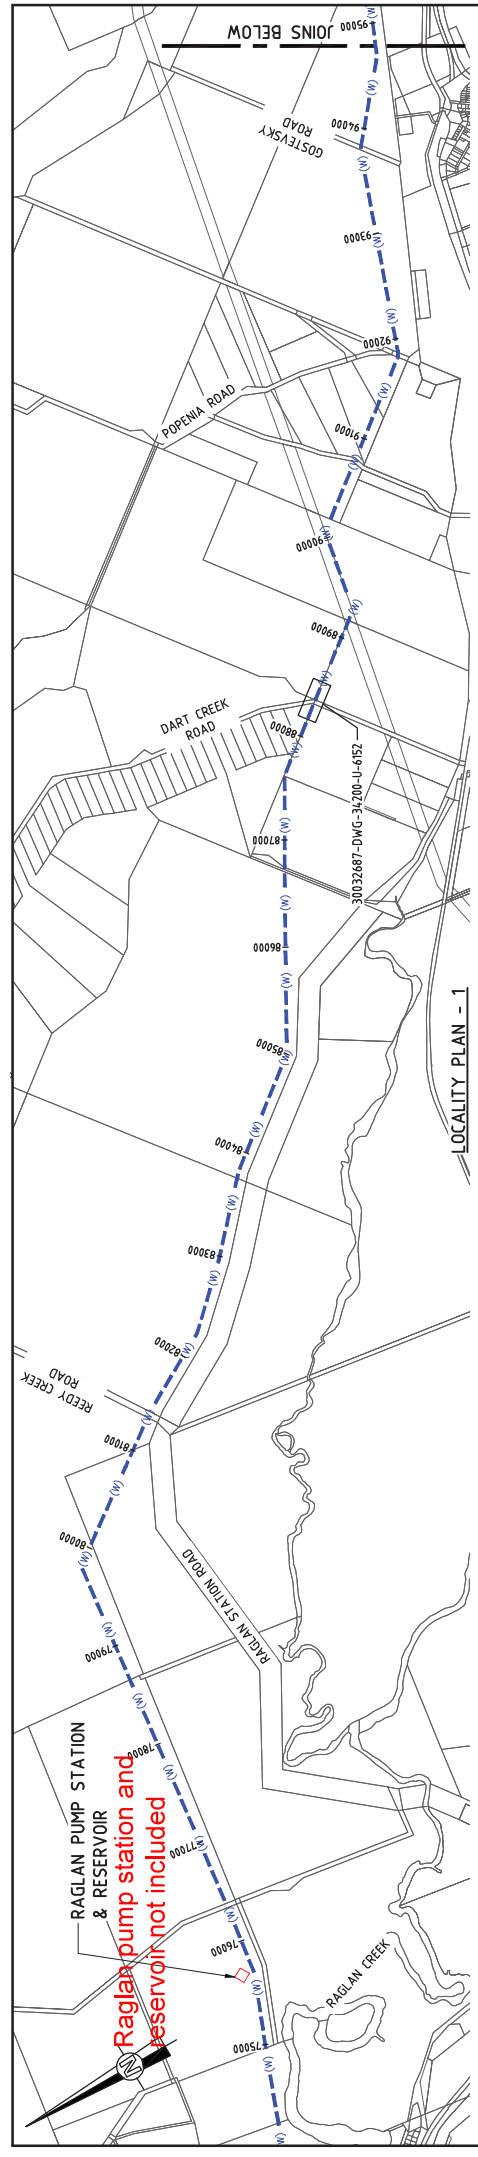 JOINS BELOW
95000
(W)
(W)
94000
GOSTEVSKY
ROAD
(W)
93000
(W)
(W)
92000
(W)
POPENIA ROAD
91000
(W)
90000
(W)
(W)
89000
(W)
DART CREEK
ROAD
88000
(W)
30032687-DWG-34200-U-6152
87000
(W)
(W)
86000
(W)
85000
(W)
LOCALITY PLAN - 1
(W)
84000
(W)
83000
(W)
82000
(W)
REEDY CREEK
ROAD
(W)
81000
(W)
80000
(W)
RAGLAN STATION ROAD
(W)
79000
(W)
78000
(W)
RAGLAN PUMP STATION
& RESERVOIR
Raglan pump station and
reservoir not included
77000
(W)
(W)
76000
(W)
RAGLAN CREEK
75000
(W)
(W)
N